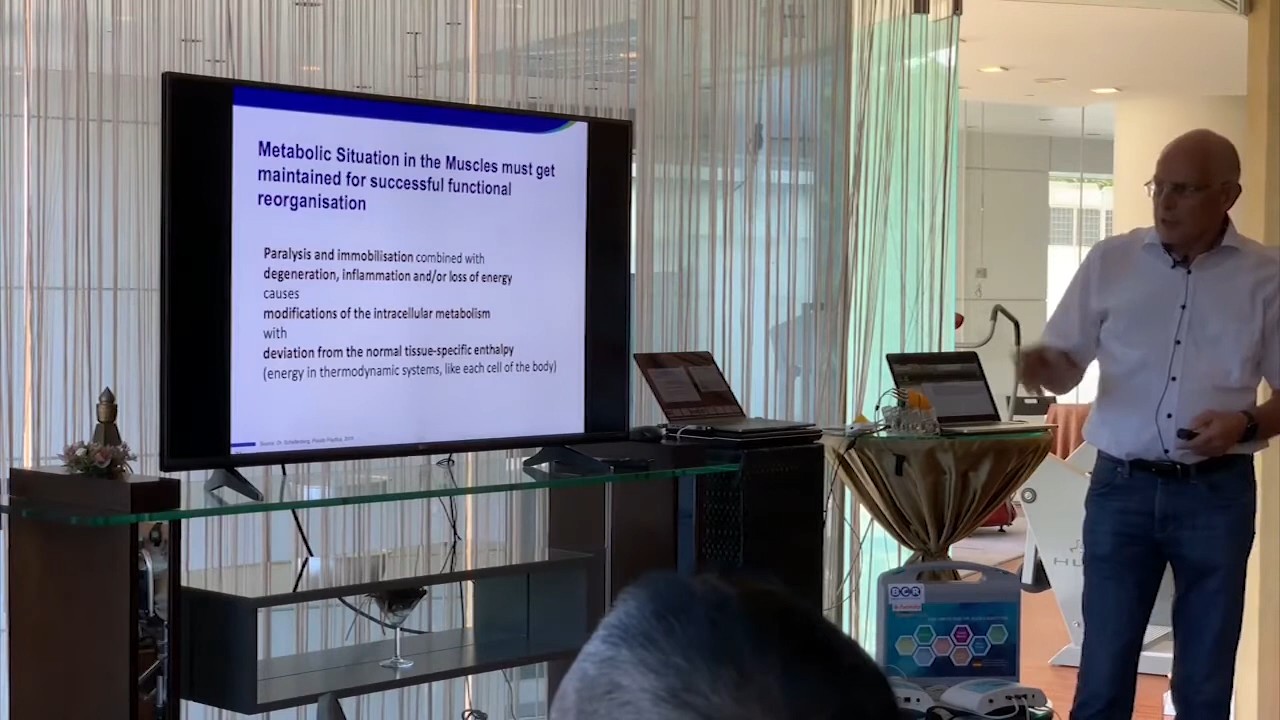 Metabolic Situation in the Muscles must get
maintained for successful functional
reorganisation
Paralysis and immobilisation combined with
degeneration, inflammation and/or loss of energy
causes
modifications of the intracellular metabolism
with
deviation from the normal tissue-specific enthalpy
(energy in thermodynamic systems, like each cell of the body)
BCR